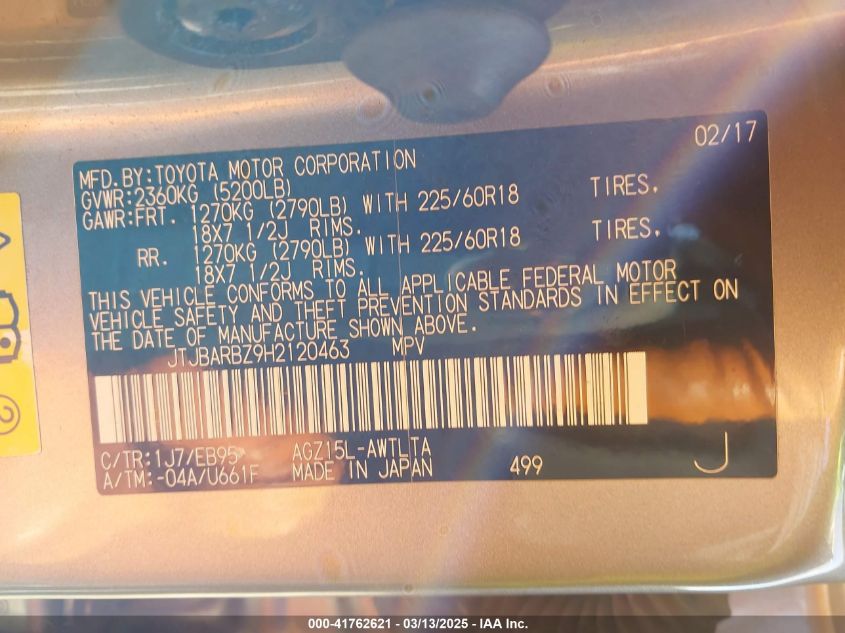 02/17
MFD.BY:TOYOTA MOTOR CORPORATION
GVWR:2360KG (5200LB)
GAWR:FRT. 1270KG (2790LB) WITH 225/60R18 TIRES.
18X7 1/2J RIMS.
RR. 1270KG (2790LB) WITH 225/60R18 TIRES.
18X7 1/2J RIMS.
THIS VEHICLE CONFORMS TO ALL APPLICABLE FEDERAL MOTOR
VEHICLE SAFETY AND THEFT PREVENTION STANDARDS IN EFFECT ON
THE DATE OF MANUFACTURE SHOWN ABOVE.
JTJBARBZ9H2120463 MPV
C/TR:1J7/EB95 AGZ15L-AWTLTA
A/TM:-04A/U661F MADE IN JAPAN 499 J
2
000-41762621 - 03/13/2025 - IAA Inc.